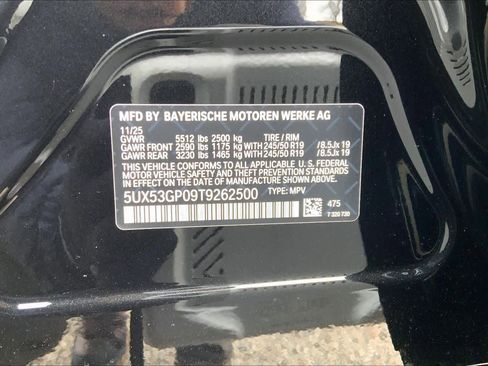 MFD BY BAYERISCHE MOTOREN WERKE AG
11/25
GVWR 5512 lbs 2500 kg TIRE / RIM
GAWR FRONT 2590 lbs 1175 kg 245/50 R19 /8.5Jx 19
GAWR REAR 3230 lbs 1465 kg 245/50 R19 /8.5Jx 19
THIS VEHICLE CONFORMS TO ALL APPLICABLE U.S. FEDERAL
MOTOR VEHICLE SAFETY AND THEFT PREVENTION STANDARDS
IN EFFECT ON THE DATE OF MANUFACTURE SHOWN ABOVE.
5UX53GP09T9262500 TYPE: MPV
475
7 320 730